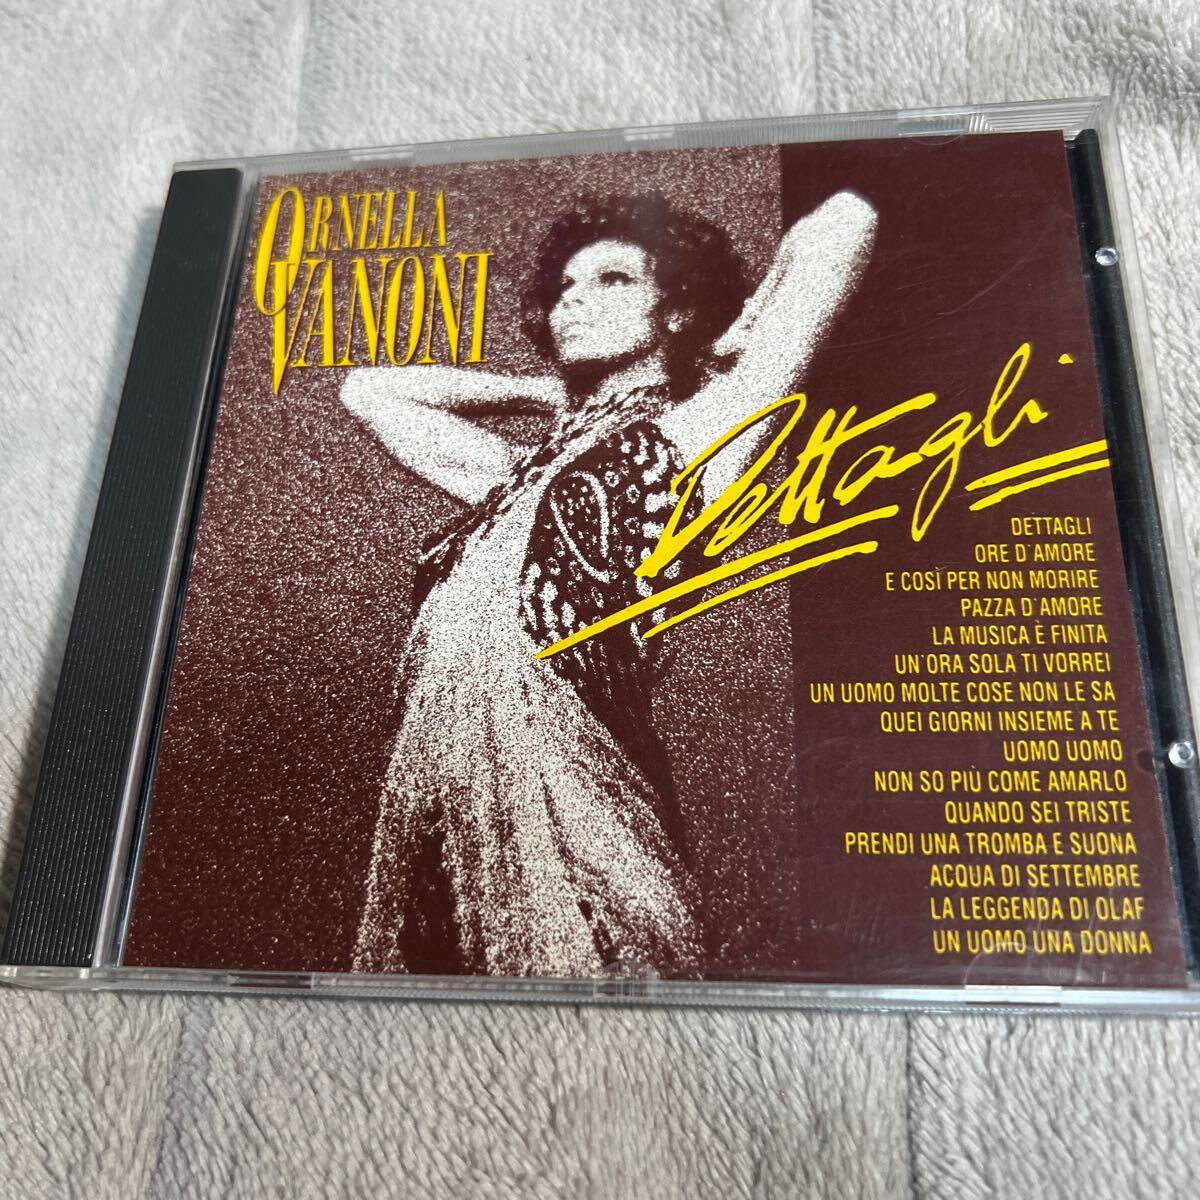 ORNELLA
VANONI
Dettagli
DETTAGLI
ORE D'AMORE
E COSÌ PER NON MORIRE
PAZZA D'AMORE
LA MUSICA È FINITA
UN'ORA SOLA TI VORREI
UN UOMO MOLTE COSE NON LE SA
QUEI GIORNI INSIEME A TE
UOMO UOMO
NON SO PIÙ COME AMARLO
QUANDO SEI TRISTE
PRENDI UNA TROMBA E SUONA
ACQUA DI SETTEMBRE
LA LEGGENDA DI OLAF
UN UOMO UNA DONNA